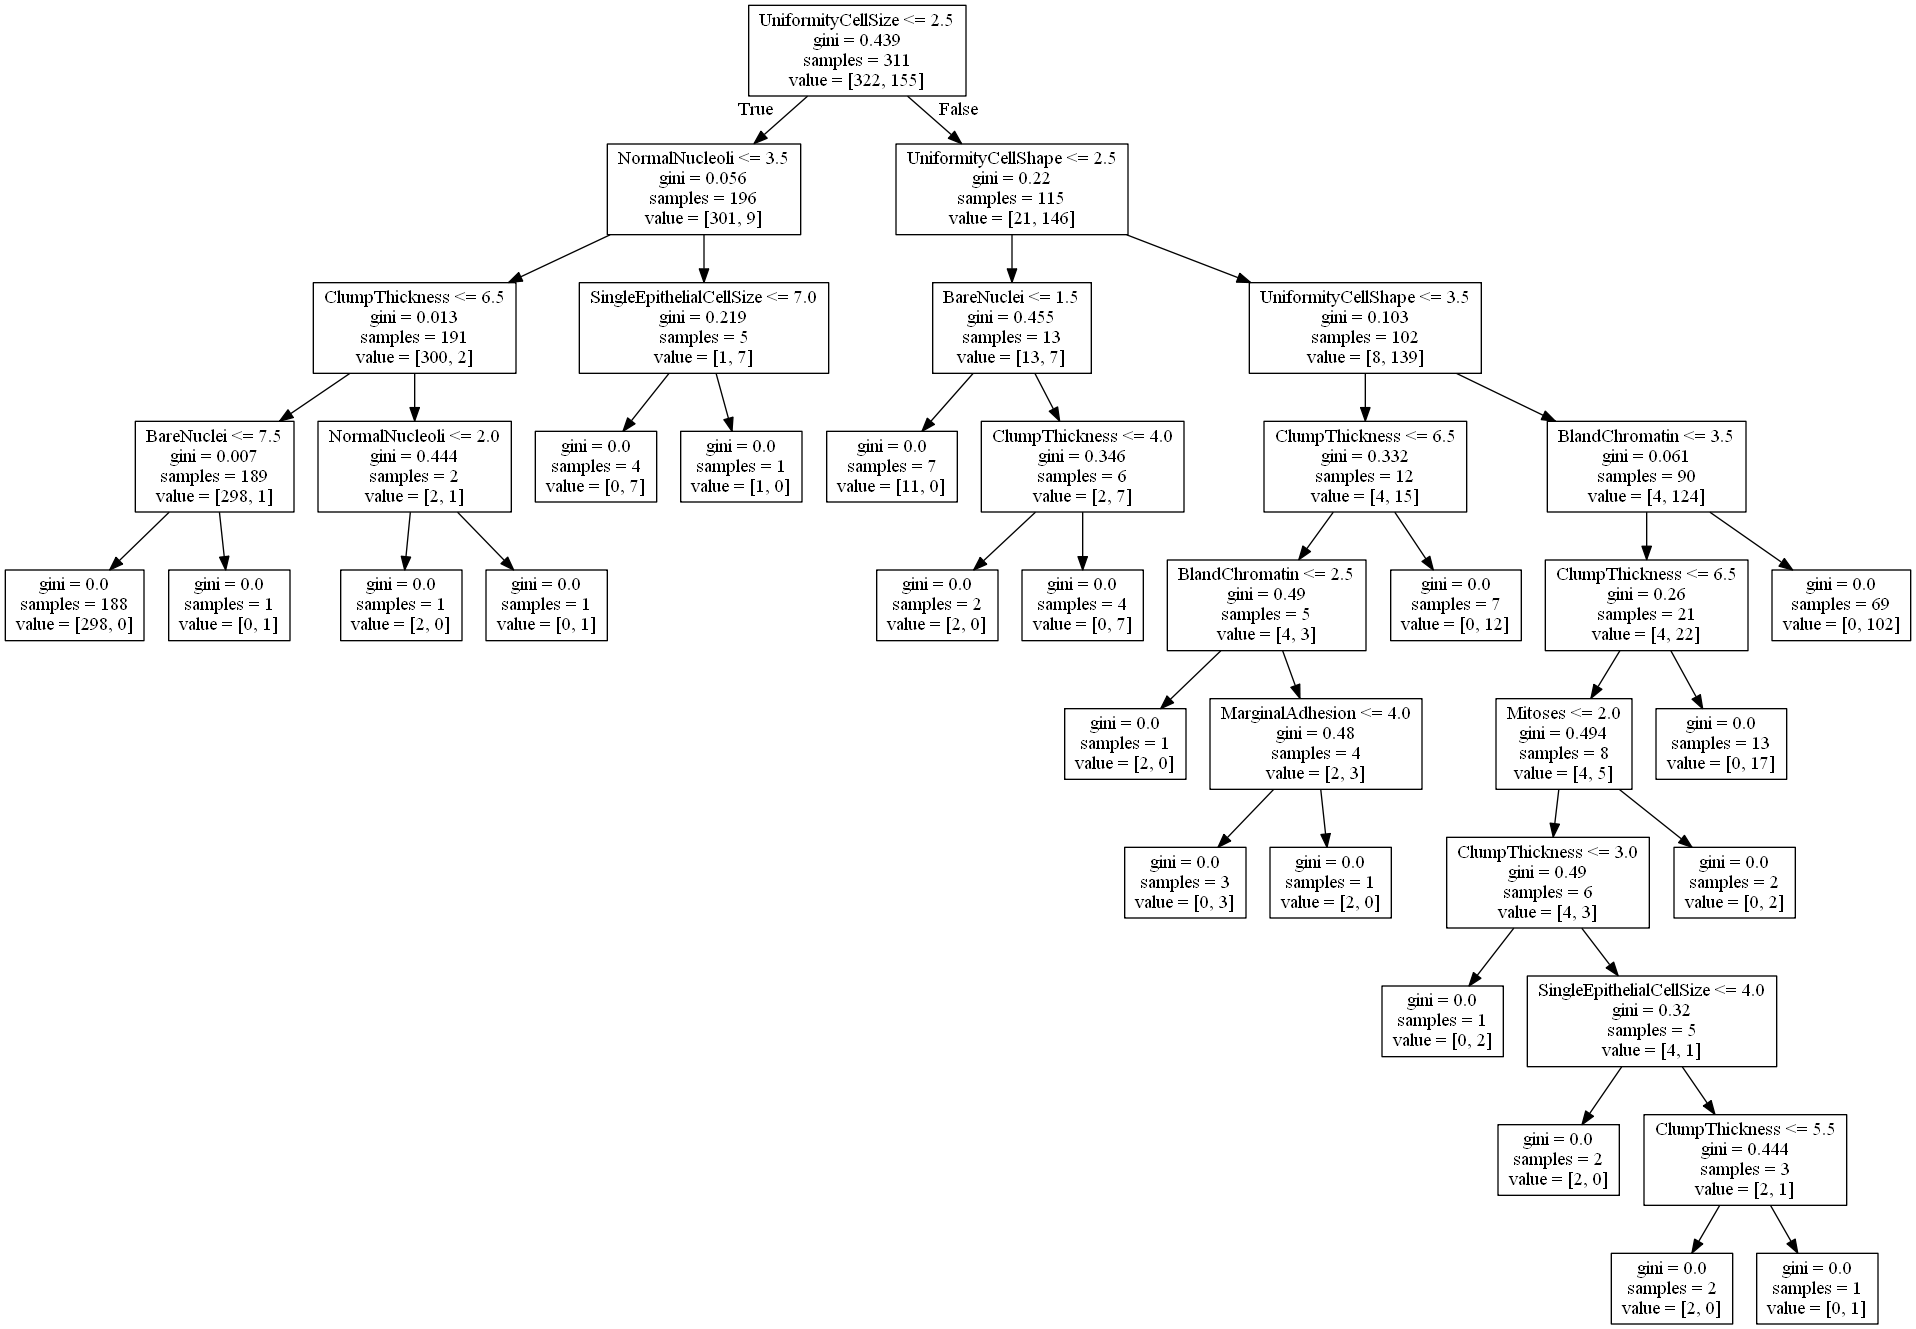 UniformityCellSize <= 2.5
gini = 0.439
samples = 311
value = [322, 155]
True
False
NormalNucleoli <= 3.5
gini = 0.056
samples = 196
value = [301, 9]
UniformityCellShape <= 2.5
gini = 0.22
samples = 115
value = [21, 146]
ClumpThickness <= 6.5
gini = 0.013
samples = 191
value = [300, 2]
SingleEpithelialCellSize <= 7.0
gini = 0.219
samples = 5
value = [1, 7]
BareNuclei <= 1.5
gini = 0.455
samples = 13
value = [13, 7]
UniformityCellShape <= 3.5
gini = 0.103
samples = 102
value = [8, 139]
BareNuclei <= 7.5
gini = 0.007
samples = 189
value = [298, 1]
NormalNucleoli <= 2.0
gini = 0.444
samples = 2
value = [2, 1]
gini = 0.0
samples = 4
value = [0, 7]
gini = 0.0
samples = 1
value = [1, 0]
gini = 0.0
samples = 7
value = [11, 0]
ClumpThickness <= 4.0
gini = 0.346
samples = 6
value = [2, 7]
ClumpThickness <= 6.5
gini = 0.332
samples = 12
value = [4, 15]
BlandChromatin <= 3.5
gini = 0.061
samples = 90
value = [4, 124]
gini = 0.0
samples = 188
value = [298, 0]
gini = 0.0
samples = 1
value = [0, 1]
gini = 0.0
samples = 1
value = [2, 0]
gini = 0.0
samples = 1
value = [0, 1]
gini = 0.0
samples = 2
value = [2, 0]
gini = 0.0
samples = 4
value = [0, 7]
BlandChromatin <= 2.5
gini = 0.49
samples = 5
value = [4, 3]
gini = 0.0
samples = 7
value = [0, 12]
ClumpThickness <= 6.5
gini = 0.26
samples = 21
value = [4, 22]
gini = 0.0
samples = 69
value = [0, 102]
gini = 0.0
samples = 1
value = [2, 0]
MarginalAdhesion <= 4.0
gini = 0.48
samples = 4
value = [2, 3]
Mitoses <= 2.0
gini = 0.494
samples = 8
value = [4, 5]
gini = 0.0
samples = 13
value = [0, 17]
gini = 0.0
samples = 3
value = [0, 3]
gini = 0.0
samples = 1
value = [2, 0]
ClumpThickness <= 3.0
gini = 0.49
samples = 6
value = [4, 3]
gini = 0.0
samples = 2
value = [0, 2]
gini = 0.0
samples = 1
value = [0, 2]
SingleEpithelialCellSize <= 4.0
gini = 0.32
samples = 5
value = [4, 1]
gini = 0.0
samples = 2
value = [2, 0]
ClumpThickness <= 5.5
gini = 0.444
samples = 3
value = [2, 1]
gini = 0.0
samples = 2
value = [2, 0]
gini = 0.0
samples = 1
value = [0, 1]